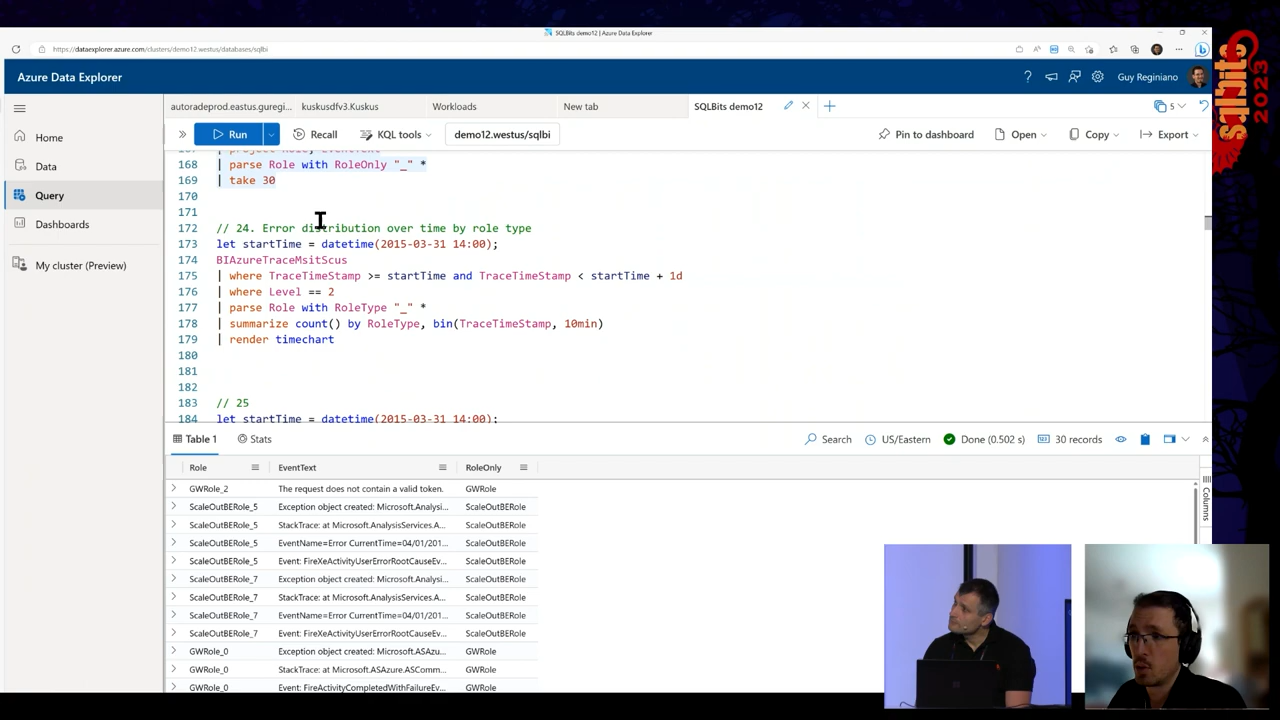 SQLBits demo12 | Azure Data Explorer
https://dataexplorer.azure.com/clusters/demo12.westus/databases/sqlbi
Azure Data Explorer
Guy Reginiano
sqlbits 2023
autoradeprod.eastus.guregi...
kuskusdfv3.Kuskus
Workloads
New tab
SQLBits demo12
5
Home
Data
Query
Dashboards
My cluster (Preview)
Run
Recall
KQL tools
demo12.westus/sqlbi
Pin to dashboard
Open
Copy
Export
168 | parse Role with RoleOnly "_" *
169 | take 30
170
171
172 // 24. Error distribution over time by role type
173 let startTime = datetime(2015-03-31 14:00);
174 BIAzureTraceMsitScus
175 | where TraceTimeStamp >= startTime and TraceTimeStamp < startTime + 1d
176 | where Level == 2
177 | parse Role with RoleType "_" *
178 | summarize count() by RoleType, bin(TraceTimeStamp, 10min)
179 | render timechart
180
181
182
183 // 25
184 let startTime = datetime(2015-03-31 14:00);
Table 1
Stats
Search
US/Eastern
Done (0.502 s)
30 records
Columns
Role EventText RoleOnly
GWRole_2 The request does not contain a valid token. GWRole
ScaleOutBERole_5 Exception object created: Microsoft.Analysi... ScaleOutBERole
ScaleOutBERole_5 StackTrace: at Microsoft.AnalysisServices.A... ScaleOutBERole
ScaleOutBERole_5 EventName=Error CurrentTime=04/01/201... ScaleOutBERole
ScaleOutBERole_5 Event: FireXeActivityUserErrorRootCauseEv... ScaleOutBERole
ScaleOutBERole_7 Exception object created: Microsoft.Analysi... ScaleOutBERole
ScaleOutBERole_7 StackTrace: at Microsoft.AnalysisServices.A... ScaleOutBERole
ScaleOutBERole_7 EventName=Error CurrentTime=04/01/201... ScaleOutBERole
ScaleOutBERole_7 Event: FireXeActivityUserErrorRootCauseEv... ScaleOutBERole
GWRole_0 Exception object created: Microsoft.ASAzur... GWRole
GWRole_0 StackTrace: at Microsoft.ASAzure.ASComm... GWRole
GWRole_0 Event: FireActivityCompletedWithFailureEv... GWRole